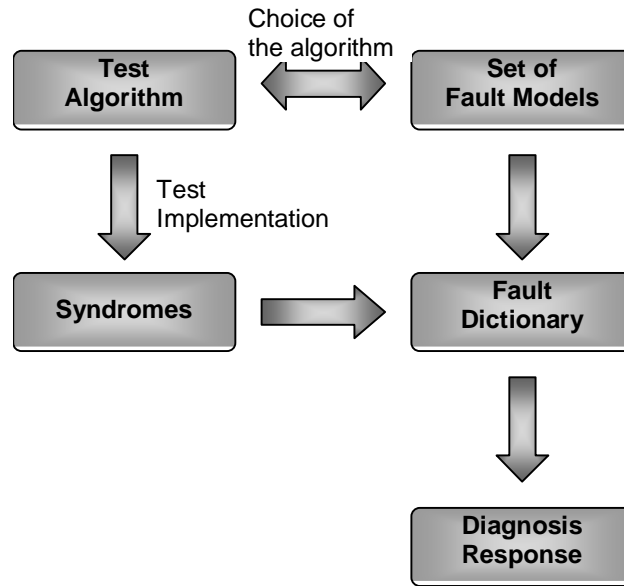 Choice of
the algorithm
Test
Algorithm
Set of
Fault Models
Test
Implementation
Syndromes
Fault
Dictionary
Diagnosis
Response